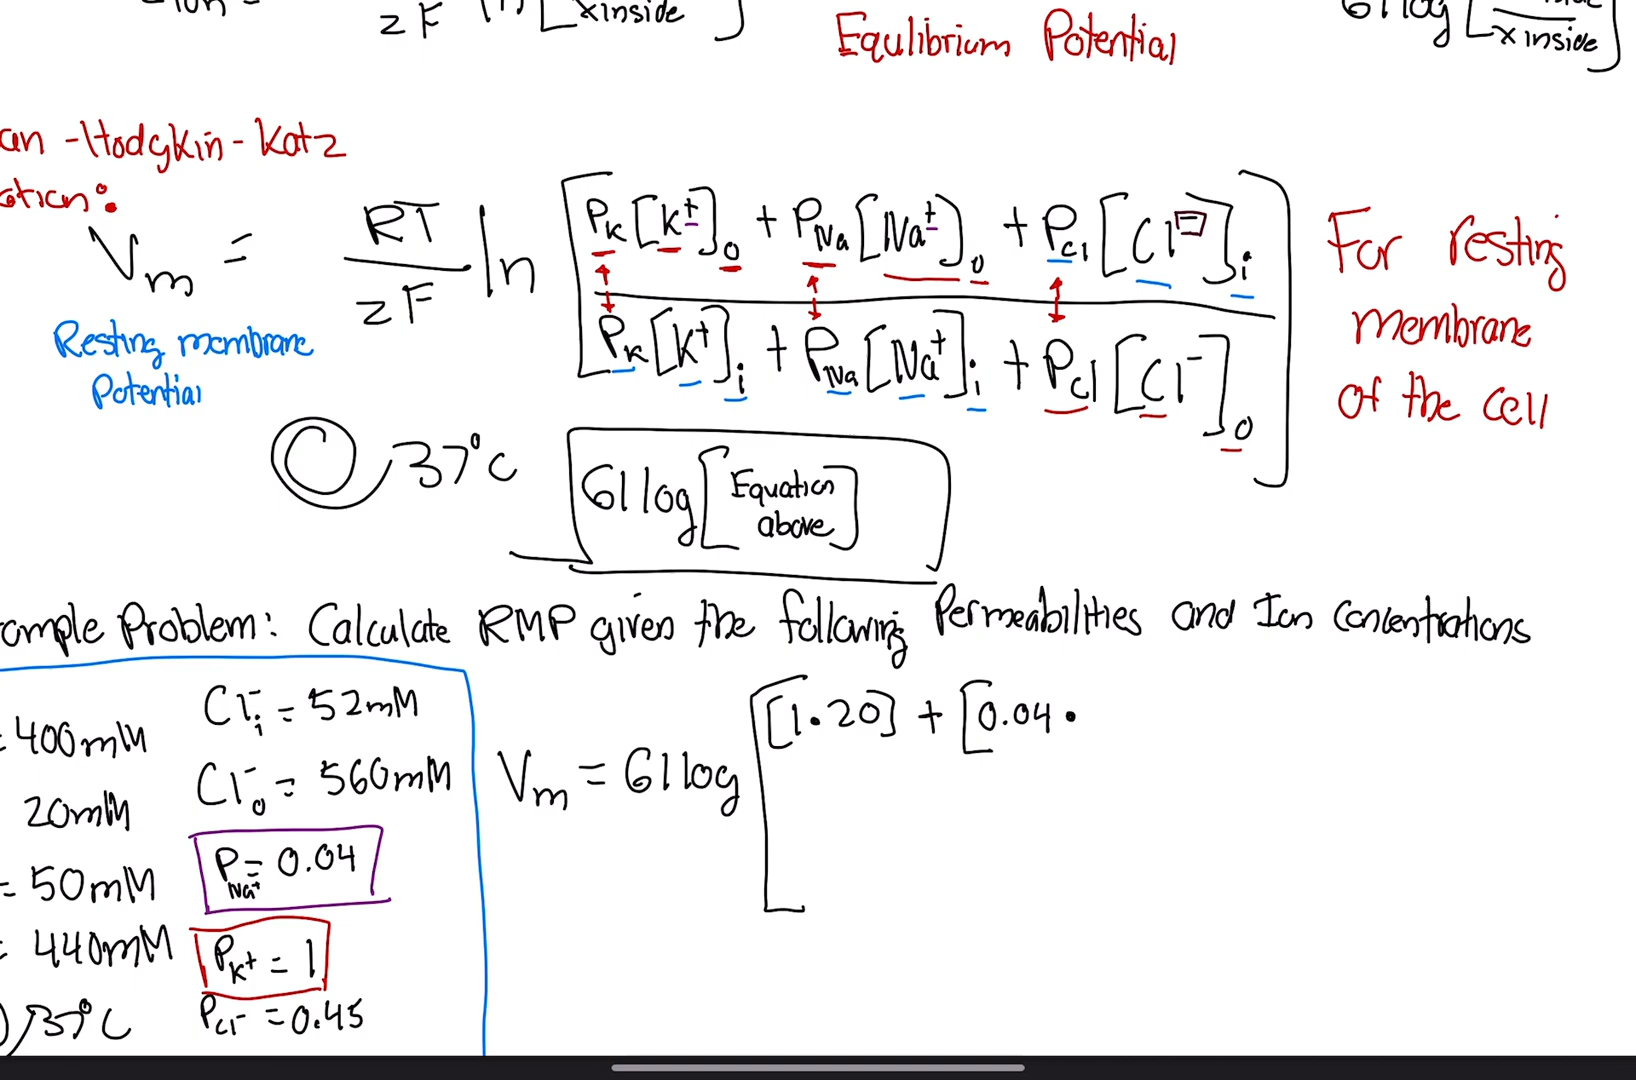 zF ln [ xinside ]
Equlibrium Potential
61 log [ x inside ]
an - Hodgkin - Katz
ation:
Vm = RT/zF ln [ PK[K+]o + PNa[Na+]o + PCl[Cl-]i / PK[K+]i + PNa[Na+]i + PCl[Cl-]o ]
For resting
membrane
of the cell
Resting membrane
Potential
37°C 61 log [ Equation
above ]
ample Problem: Calculate RMP given the following Permeabilities and Ion Concentrations
= 400mM
20mM
= 50mM
= 440mM
37°C
Cl-i = 52mM
Cl-o = 560mM
PNa+ = 0.04
PK+ = 1
PCl- = 0.45
Vm = 61 log [ [1·20] + [0.04 ·